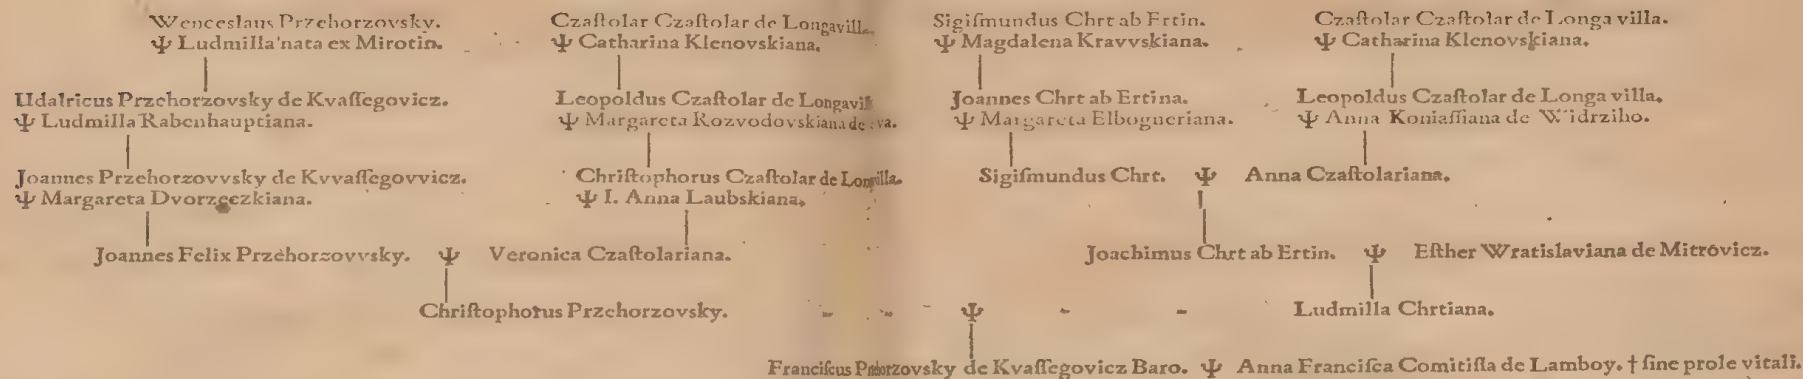 Wenceslaus Przehorzovsky.
Ψ Ludmilla nata ex Mirotin.
Czaſtolar Czaſtolar de Longavilla.
Ψ Catharina Klenovskiana.
Sigiſmundus Chrt ab Ertin.
Ψ Magdalena Kravvskiana.
Czaſtolar Czaſtolar de Longa villa.
Ψ Catharina Klenovskiana.
Udalricus Przehorzovsky de Kvaſſegovicz.
Ψ Ludmilla Rabenhauptiana.
Leopoldus Czaſtolar de
Ψ Margareta Rozvodovskiana de
Joannes Chrt ab Ertina.
Ψ Margareta Elbogneriana.
Leopoldus Czaſtolar de Longa villa.
Ψ Anna Koniaſſiana de Widrziho.
Joannes Przehorzovvsky de Kvvaſſegovvicz.
Ψ Margareta Dvorzeczkiana.
Chriſtophorus Czaſtolar de
Ψ I. Anna Laubskiana.
Sigiſmundus Chrt. Ψ Anna Czaſtolariana.
Joannes Felix Przehorzovvsky. Ψ Veronica Czaſtolariana.
Joachimus Chrt ab Ertin. Ψ Eſther Wratislaviana de Mitrovicz.
Chriſtophorus Przehorzovsky. - - - Ψ - - Ludmilla Chrtiana.
Franciſcus de Kvaſſegovicz Baro. Ψ Anna Franciſca Comitiſſa de Lamboy. † ſine prole vitali.